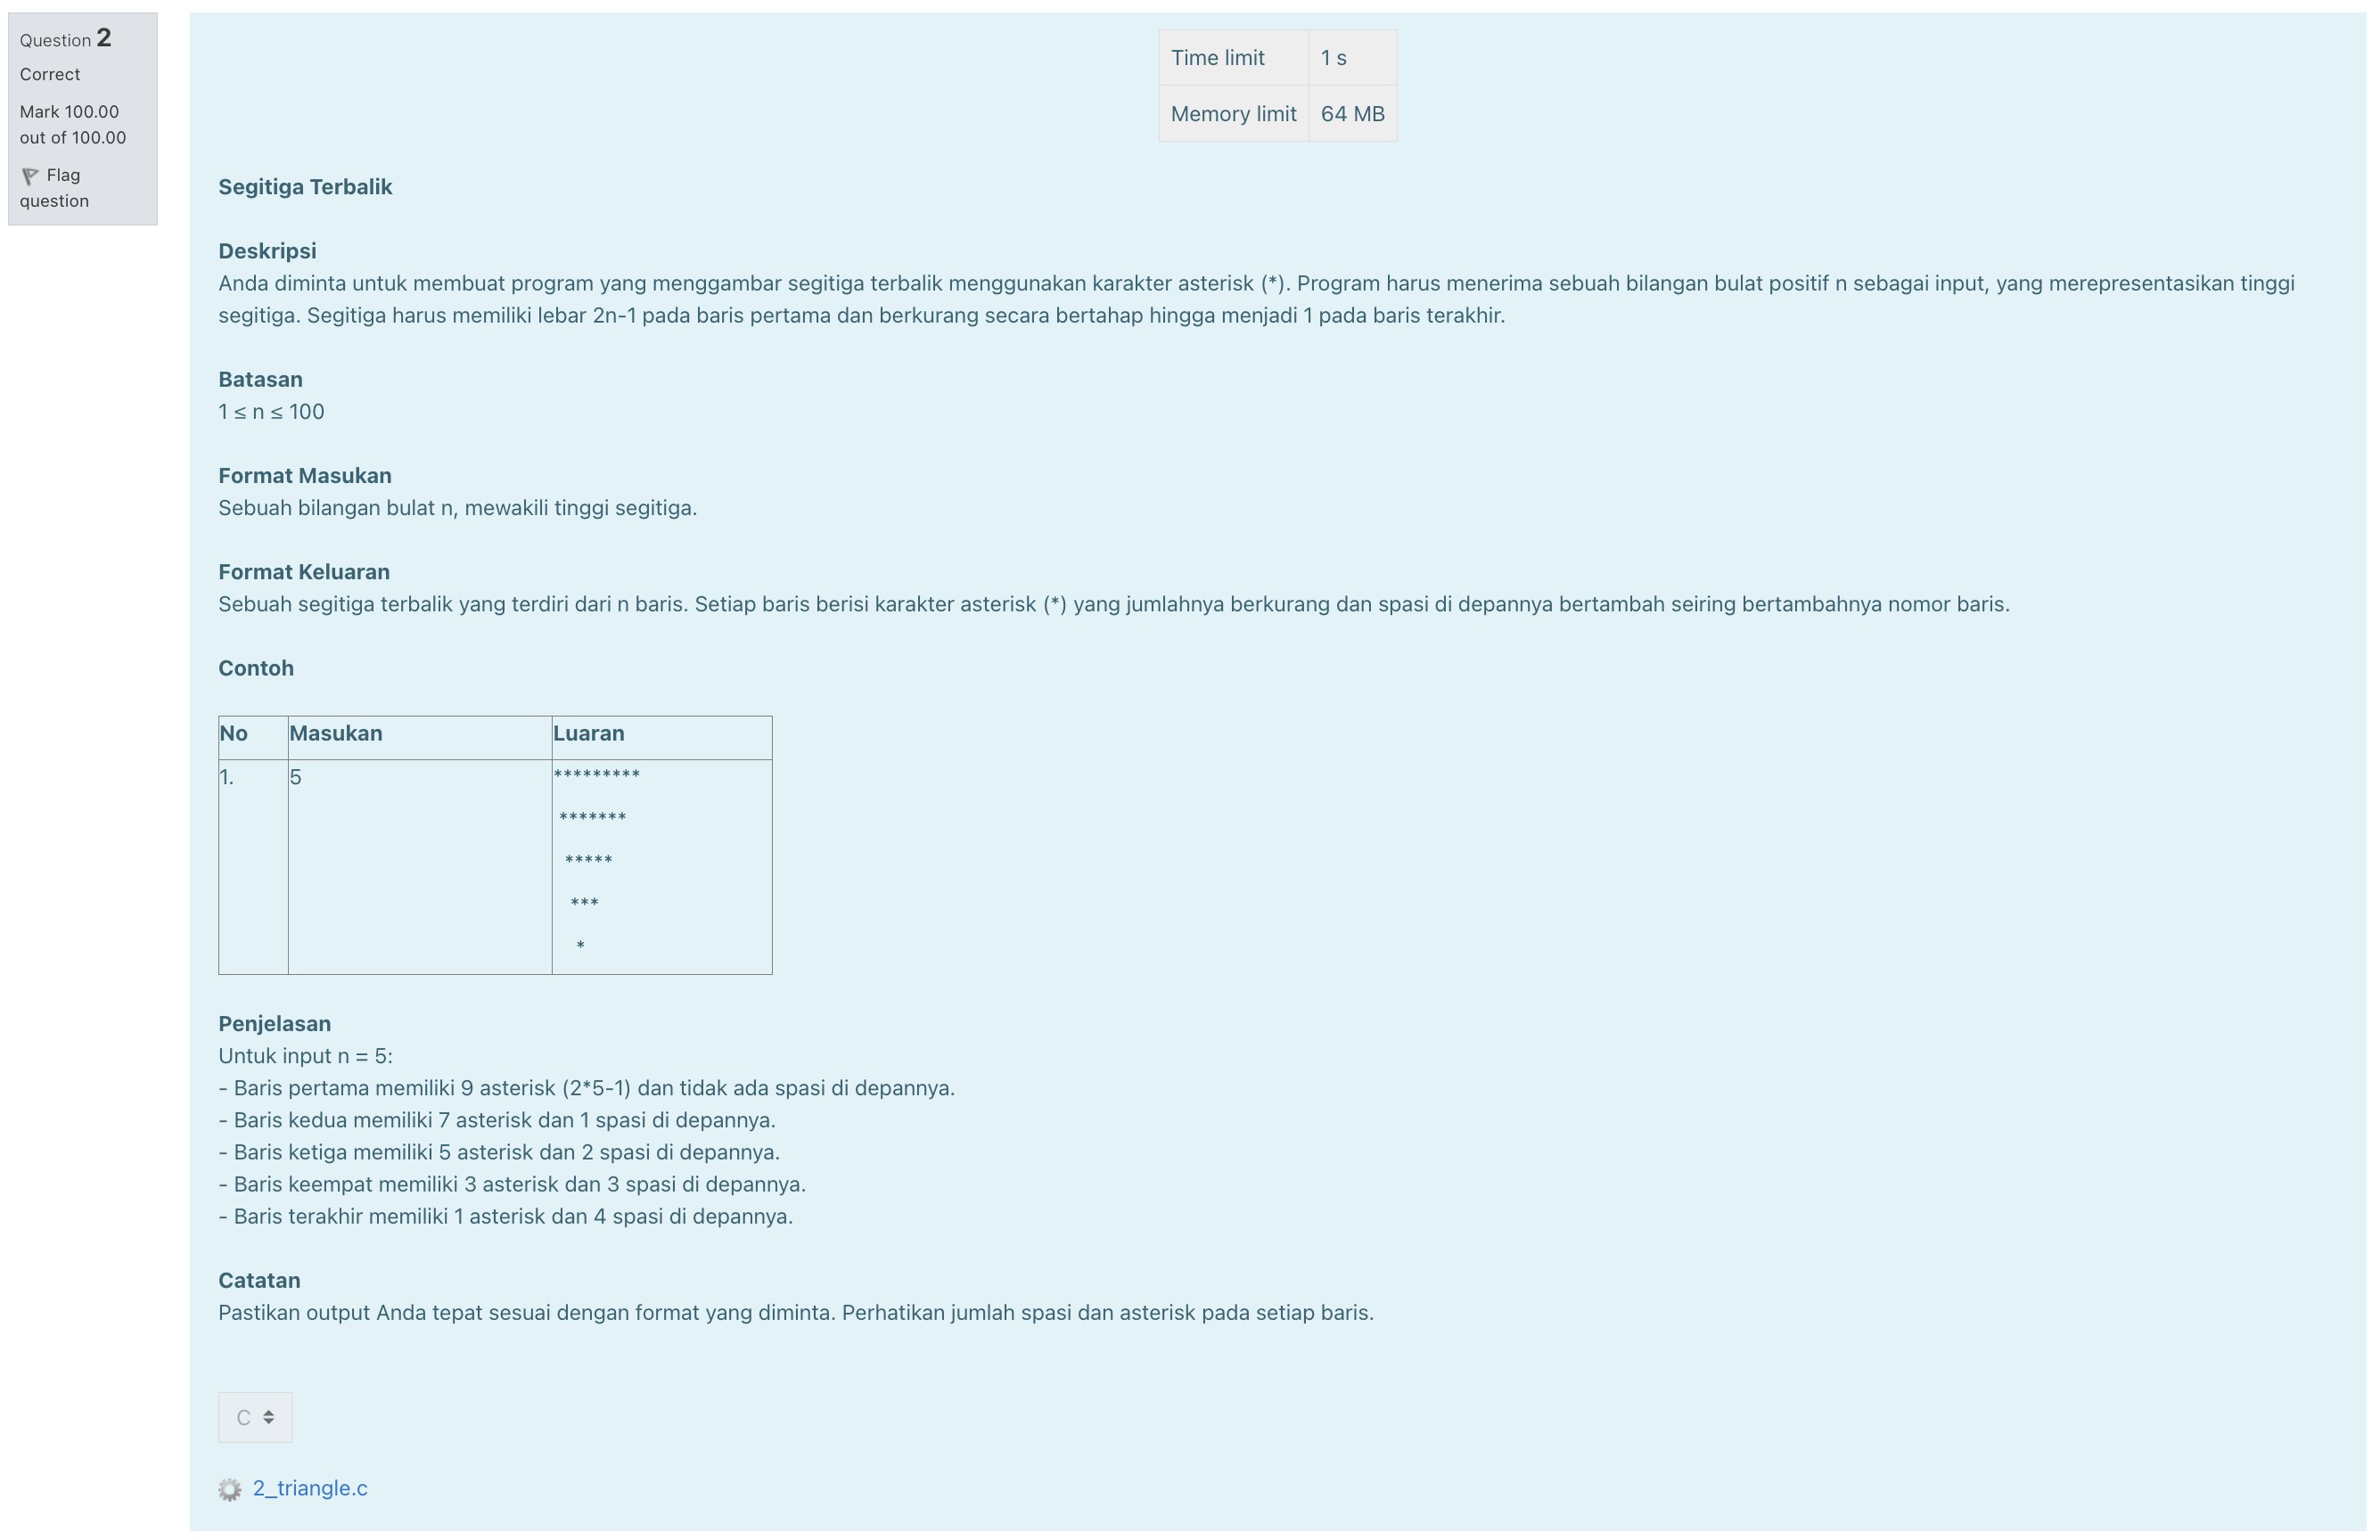 Question 2
Correct
Mark 100.00
out of 100.00
Flag
question
Time limit 1 s
Memory limit 64 MB
Segitiga Terbalik
Deskripsi
Anda diminta untuk membuat program yang menggambar segitiga terbalik menggunakan karakter asterisk (*). Program harus menerima sebuah bilangan bulat positif n sebagai input, yang merepresentasikan tinggi
segitiga. Segitiga harus memiliki lebar 2n-1 pada baris pertama dan berkurang secara bertahap hingga menjadi 1 pada baris terakhir.
Batasan
1 ≤ n ≤ 100
Format Masukan
Sebuah bilangan bulat n, mewakili tinggi segitiga.
Format Keluaran
Sebuah segitiga terbalik yang terdiri dari n baris. Setiap baris berisi karakter asterisk (*) yang jumlahnya berkurang dan spasi di depannya bertambah seiring bertambahnya nomor baris.
Contoh
No Masukan Luaran
1. 5 *********
 *******
  *****
   ***
    *
Penjelasan
Untuk input n = 5:
- Baris pertama memiliki 9 asterisk (2*5-1) dan tidak ada spasi di depannya.
- Baris kedua memiliki 7 asterisk dan 1 spasi di depannya.
- Baris ketiga memiliki 5 asterisk dan 2 spasi di depannya.
- Baris keempat memiliki 3 asterisk dan 3 spasi di depannya.
- Baris terakhir memiliki 1 asterisk dan 4 spasi di depannya.
Catatan
Pastikan output Anda tepat sesuai dengan format yang diminta. Perhatikan jumlah spasi dan asterisk pada setiap baris.
C
2_triangle.c